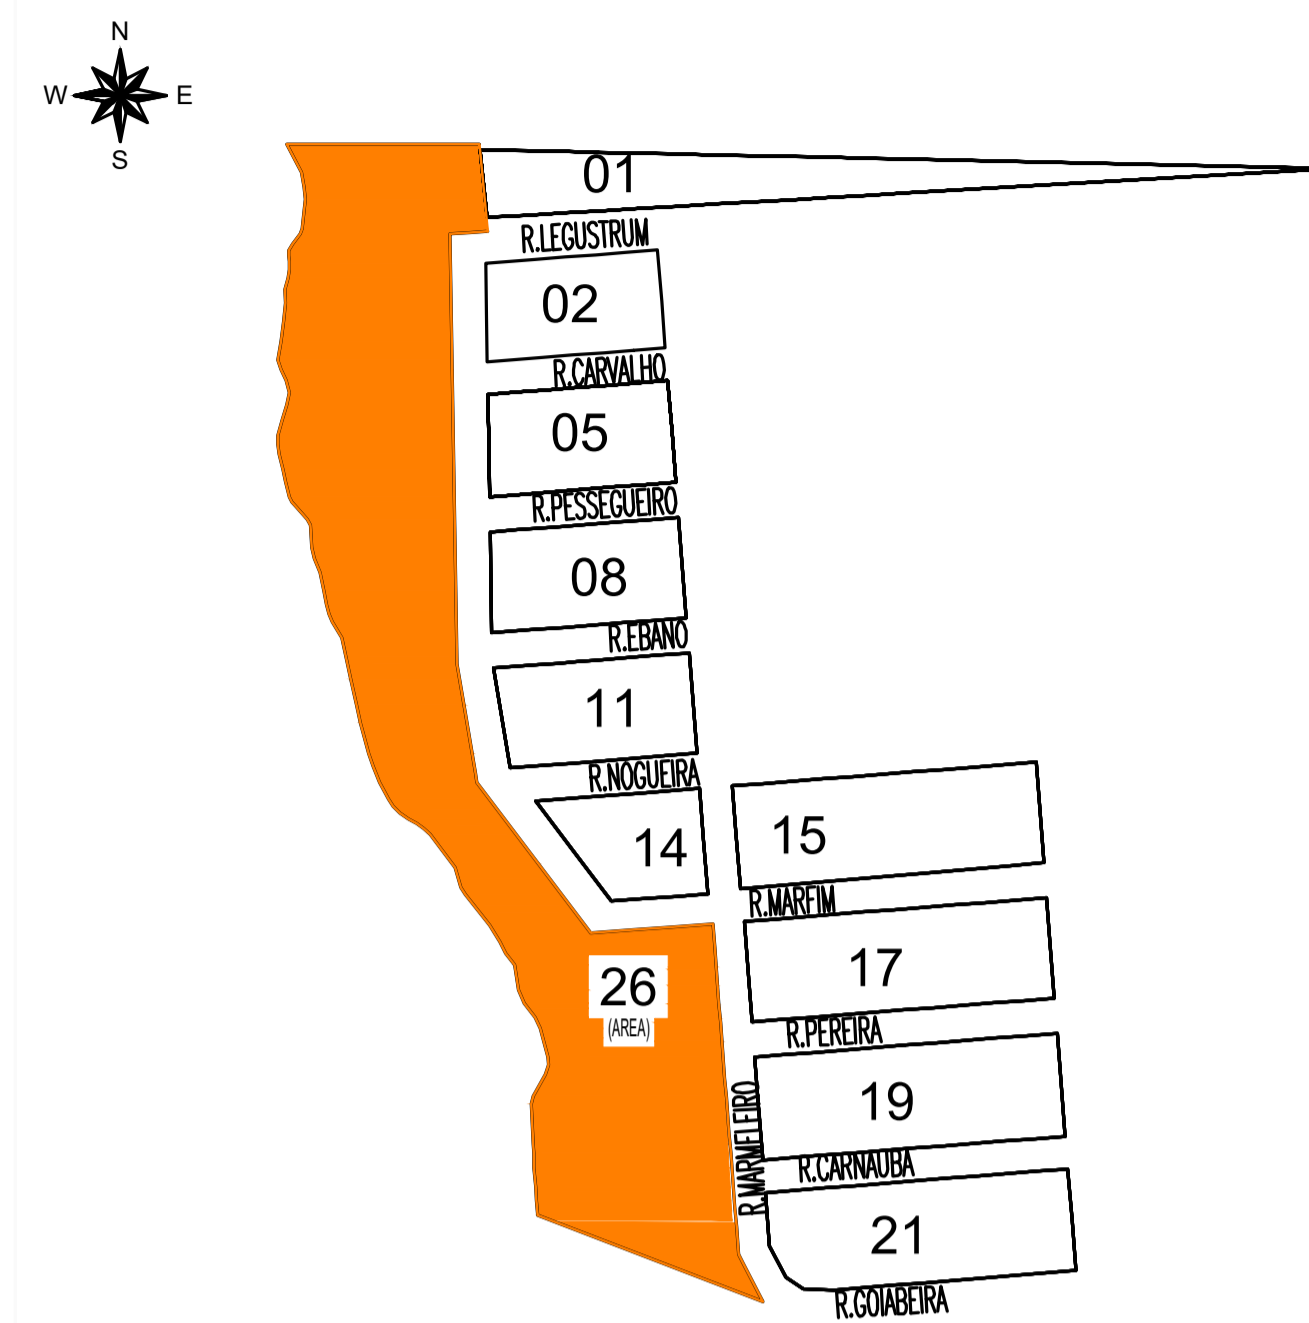 N
W E
S
01
R.LEGUSTRUM
02
R.CARVALHO
05
R.PESSEGUEIRO
08
R.EBANO
11
R.NOGUEIRA
14
15
R.MARFIM
17
26
(AREA)
R.PEREIRA
19
R.MARMELEIRO
R.CARNAUBA
21
R.GOIABEIRA